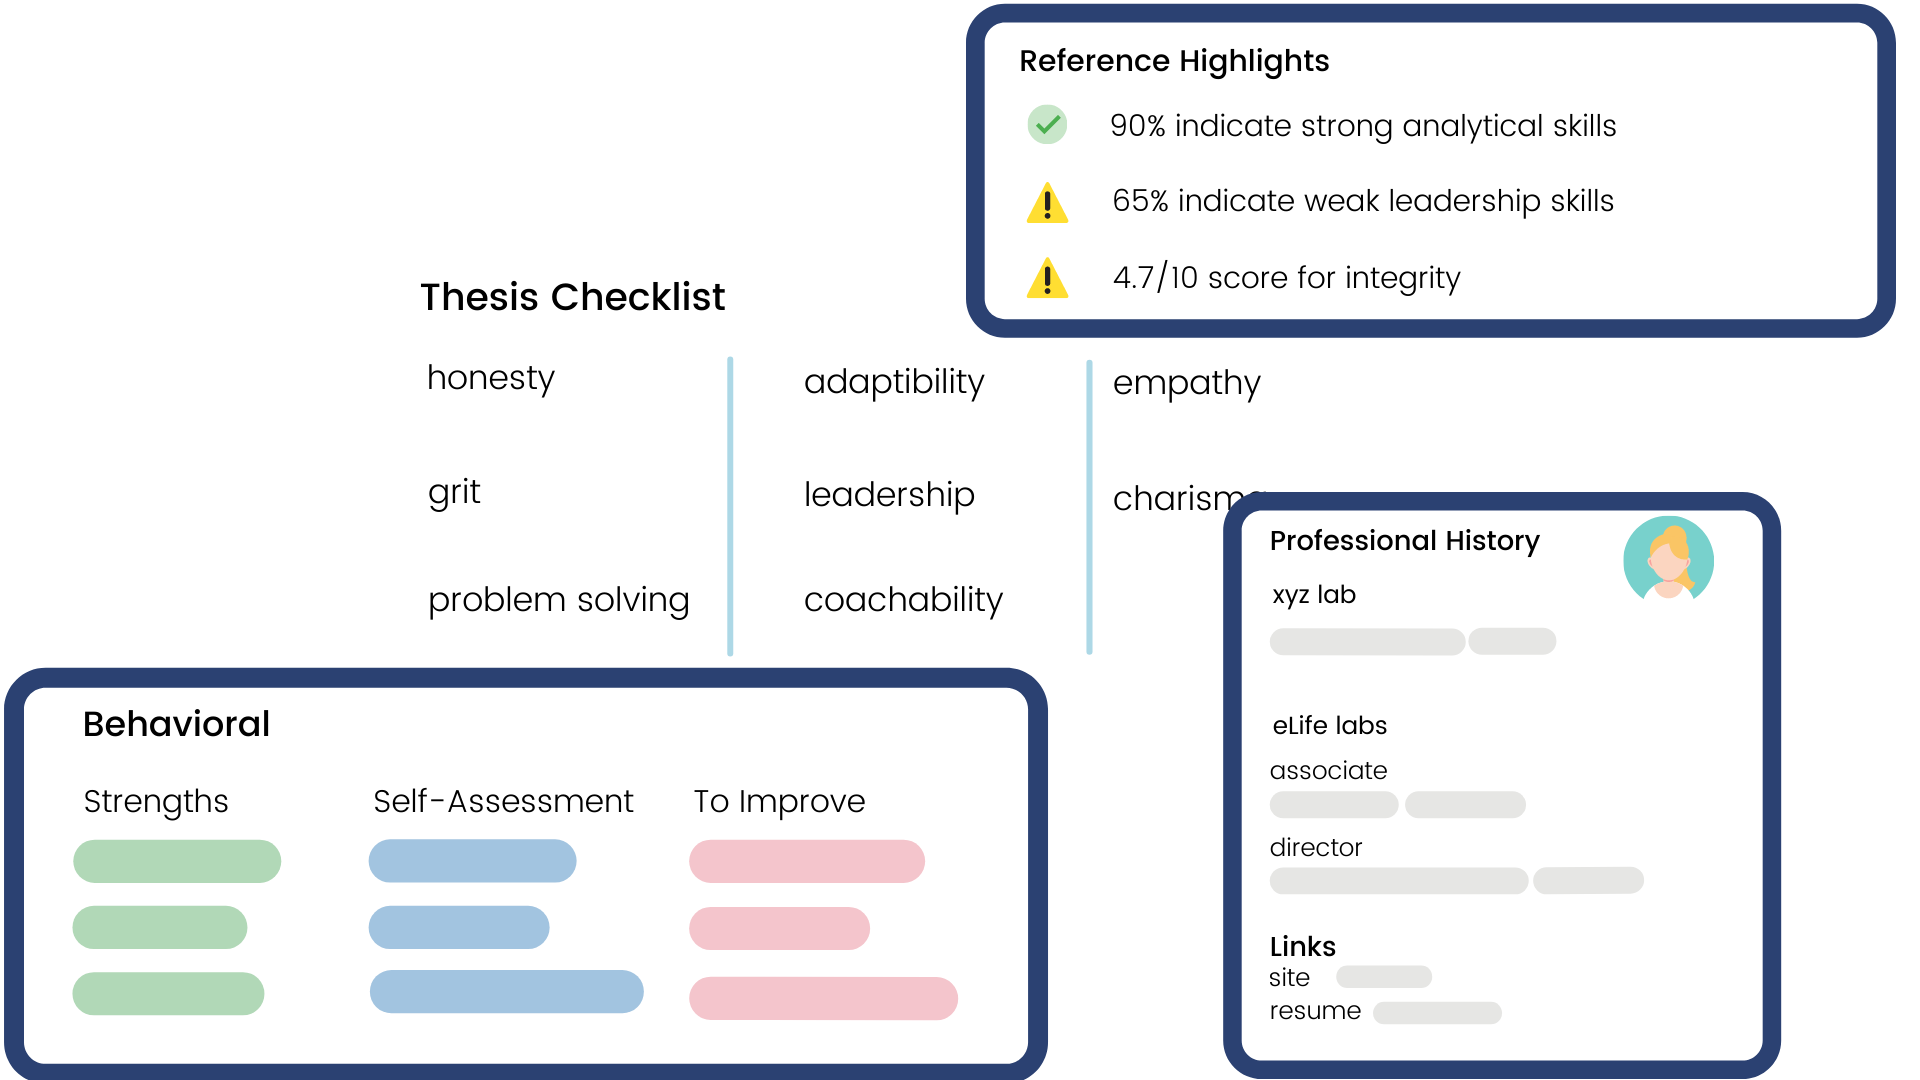 Reference Highlights
90% indicate strong analytical skills
65% indicate weak leadership skills
4.7/10 score for integrity
Thesis Checklist
honesty
adaptibility
empathy
grit
leadership
charisma
problem solving
coachability
Behavioral
Strengths
Self-Assessment
To Improve
Professional History
xyz lab
eLife labs
associate
director
Links
site
resume